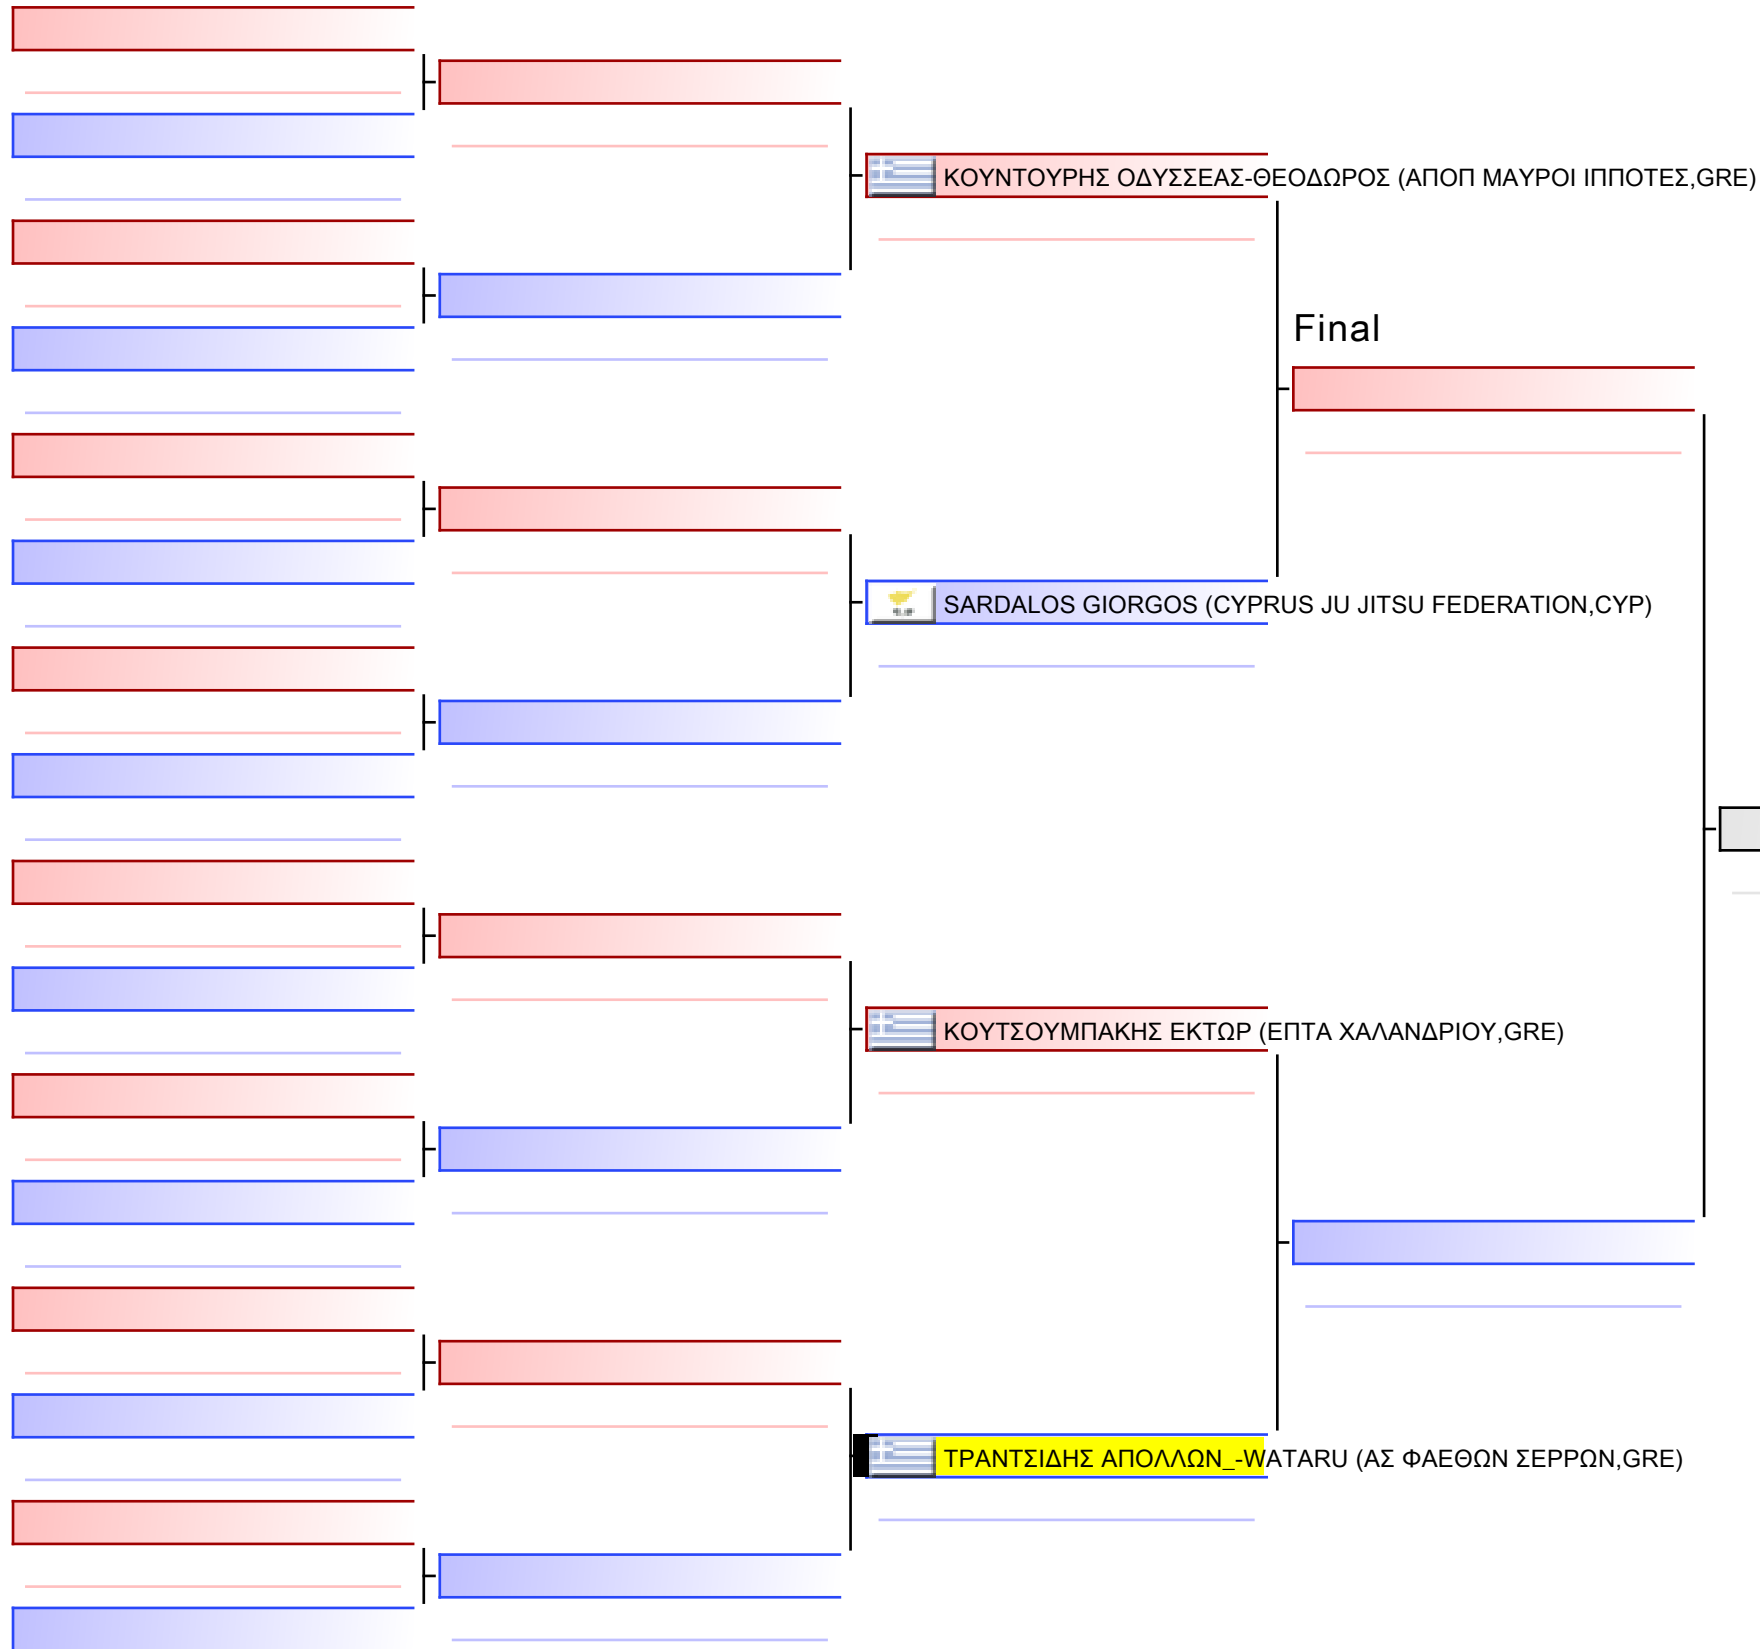 ΚΟΥΝΤΟΥΡΗΣ ΟΔΥΣΣΕΑΣ-ΘΕΟΔΩΡΟΣ (ΑΠΟΠ ΜΑΥΡΟΙ ΙΠΠΟΤΕΣ,GRE)
Final
SARDALOS GIORGOS (CYPRUS JU JITSU FEDERATION,CYP)
ΚΟΥΤΣΟΥΜΠΑΚΗΣ ΕΚΤΩΡ (ΕΠΤΑ ΧΑΛΑΝΔΡΙΟΥ,GRE)
ΤΡΑΝΤΣΙΔΗΣ ΑΠΟΛΛΩΝ_-WATARU (ΑΣ ΦΑΕΘΩΝ ΣΕΡΡΩΝ,GRE)